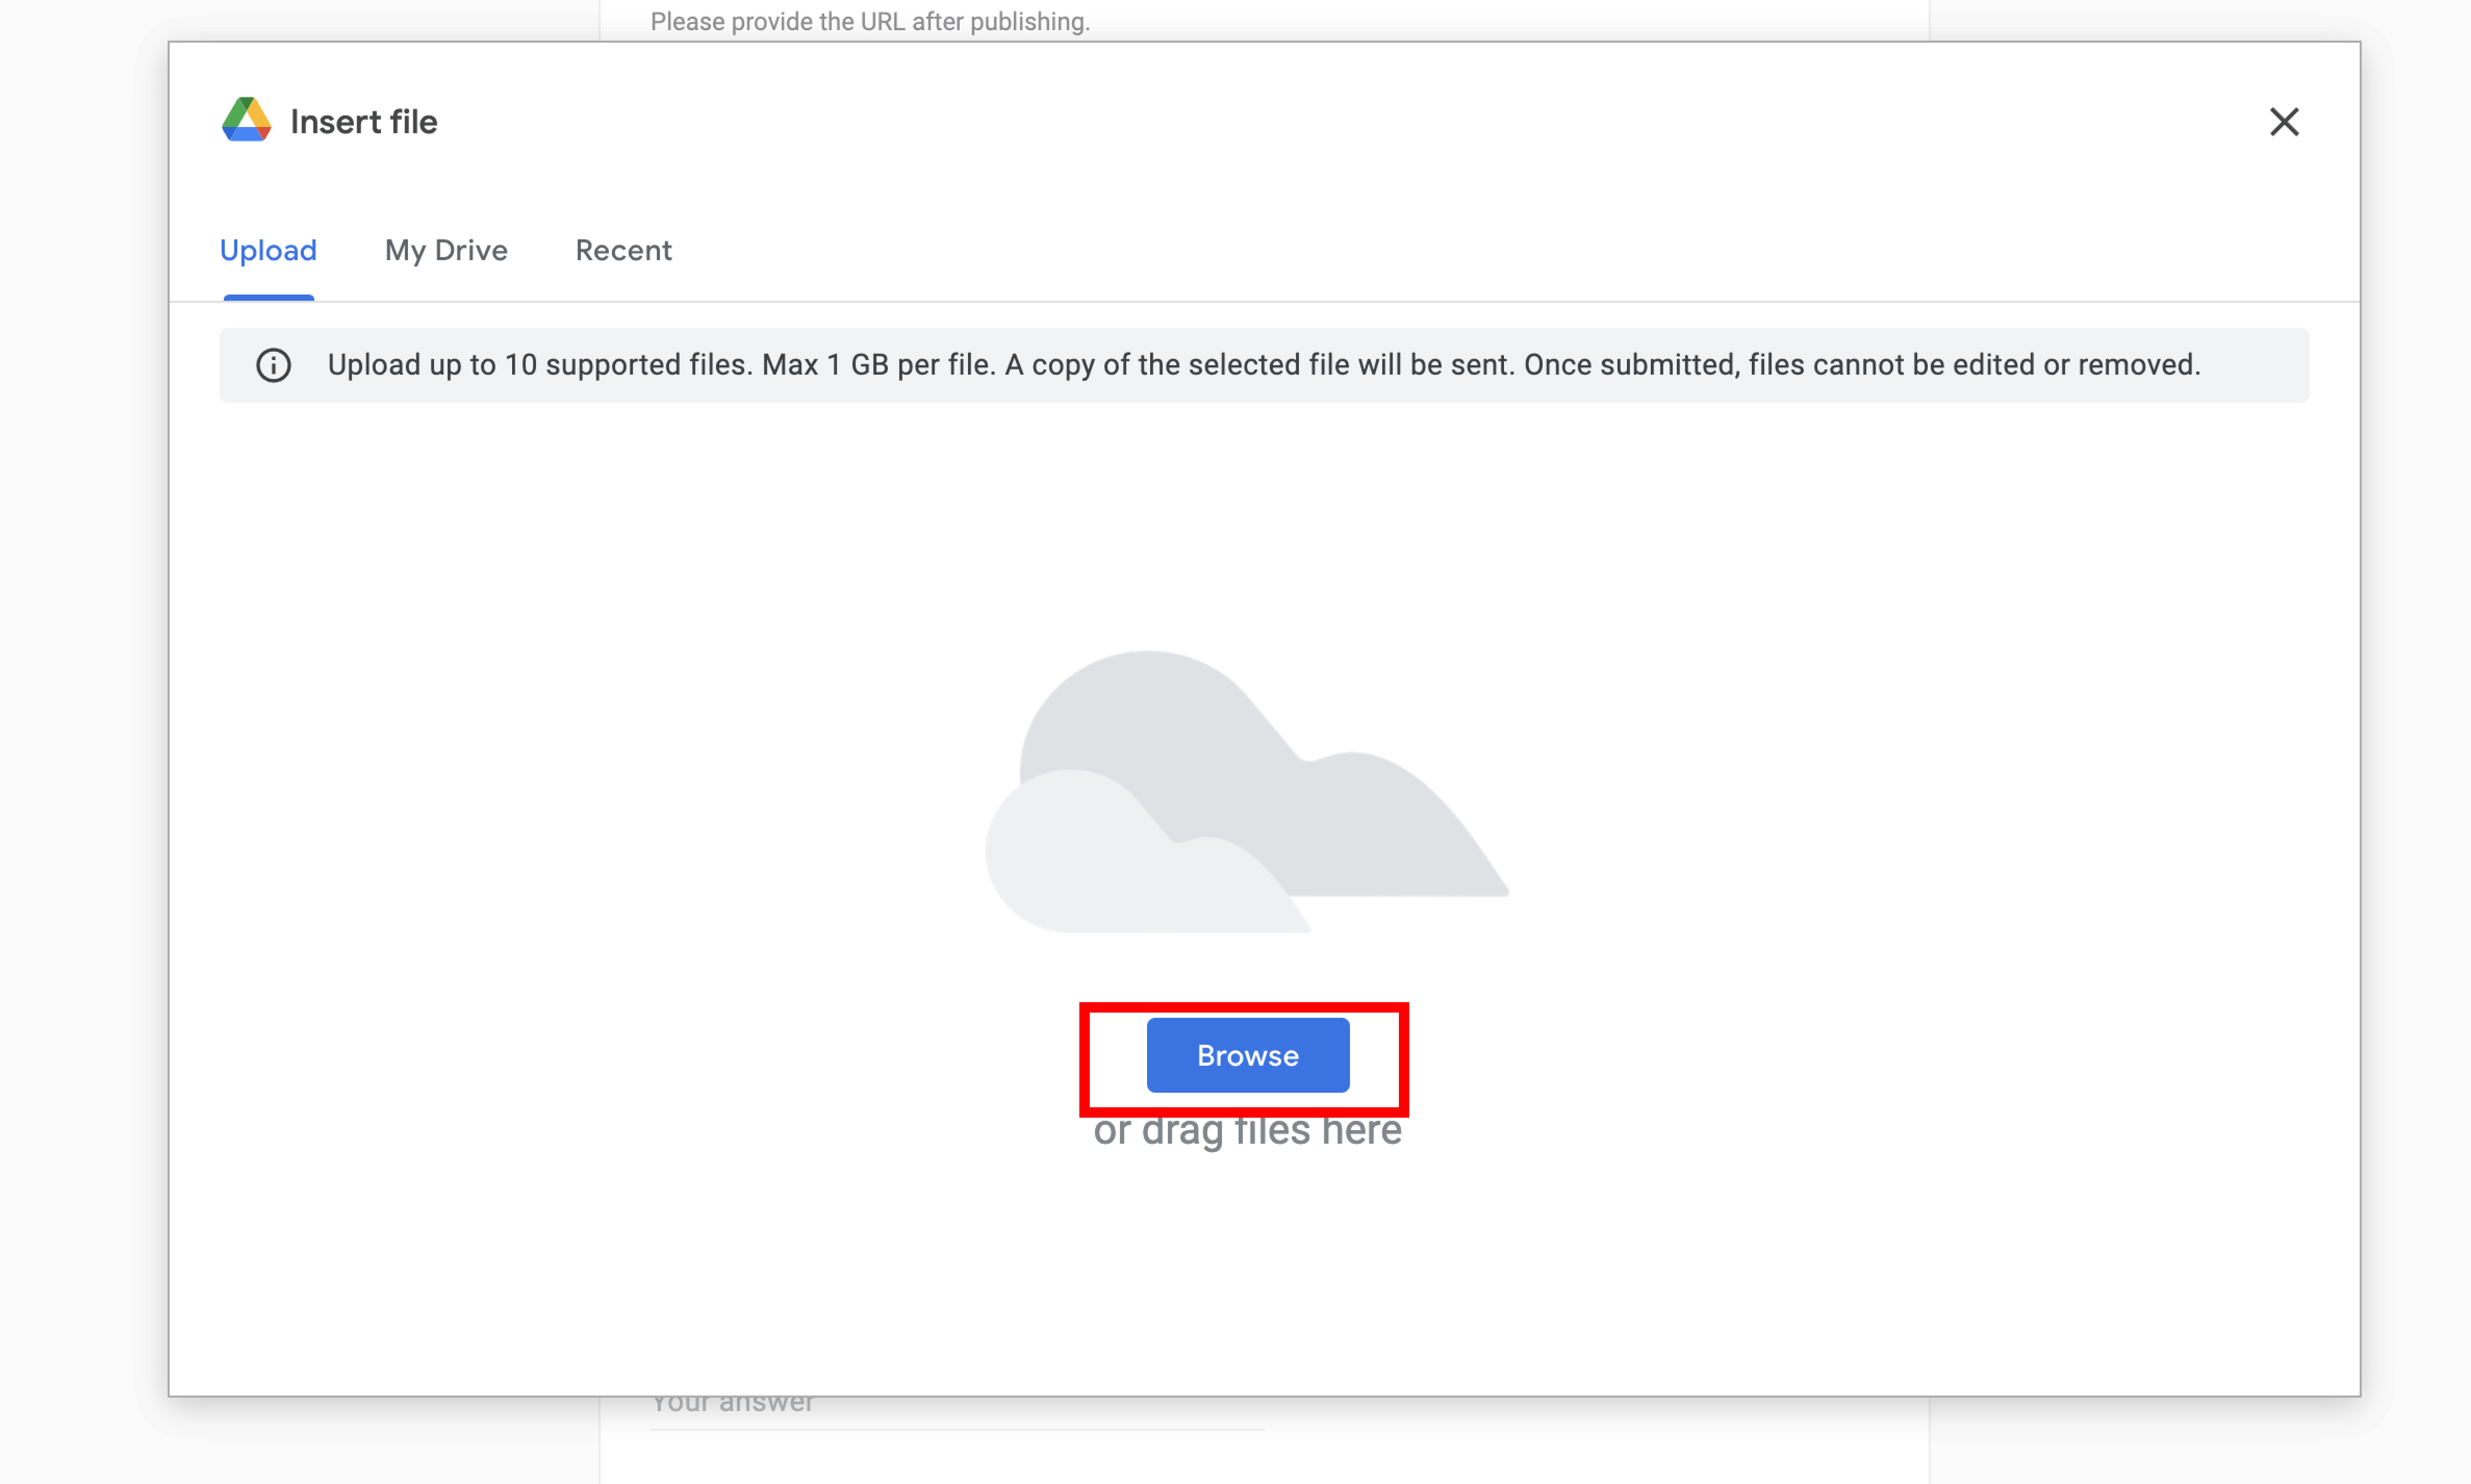 Please provide the URL after publishing.
Insert file
Upload My Drive Recent
Upload up to 10 supported files. Max 1 GB per file. A copy of the selected file will be sent. Once submitted, files cannot be edited or removed.
Browse
or drag files here
Your answer